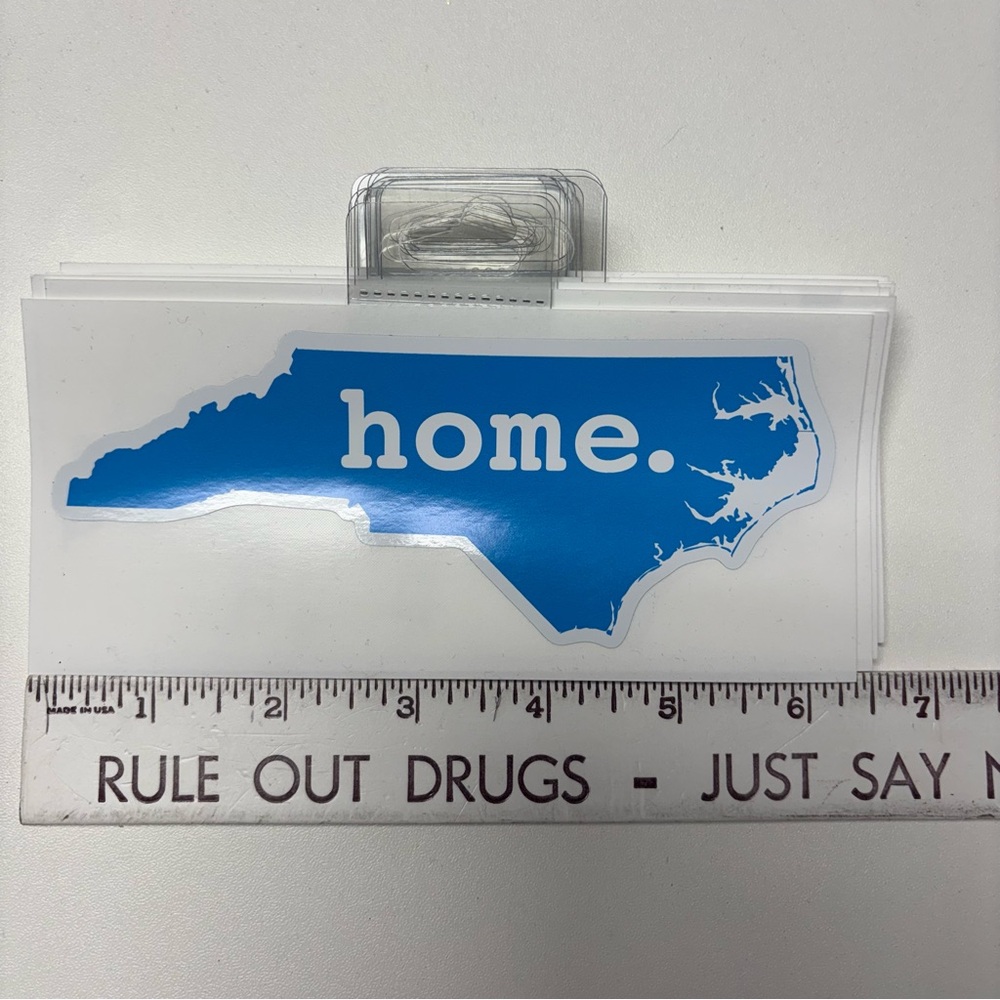 home.
1 2 3 4 5 6 7
MADE IN USA
RULE OUT DRUGS - JUST SAY N